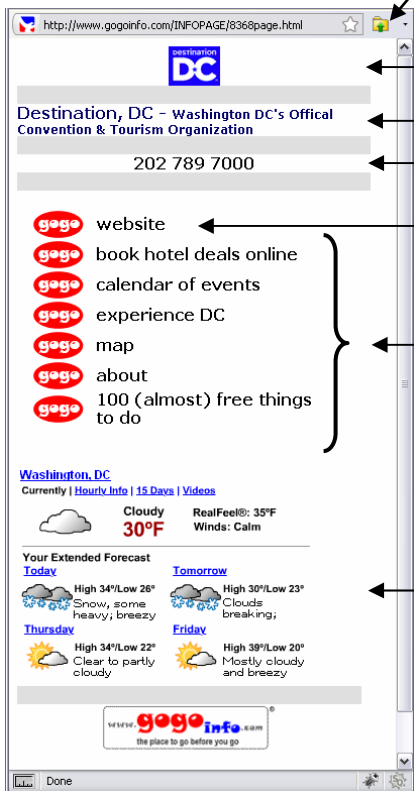 http://www.gogoinfo.com/INFOPAGE/8368page.html
destination
DC
Destination, DC - Washington DC's Offical
Convention & Tourism Organization
202 789 7000
gogo website
gogo book hotel deals online
gogo calendar of events
gogo experience DC
gogo map
gogo about
gogo 100 (almost) free things
to do
Washington, DC
Currently | Hourly Info | 15 Days | Videos
Cloudy RealFeel®: 35°F
30°F Winds: Calm
Your Extended Forecast
Today Tomorrow
High 34°/Low 26° High 30°/Low 23°
Snow, some Clouds
heavy; breezy breaking;
Thursday Friday
High 34°/Low 22° High 39°/Low 20°
Clear to partly Mostly cloudy
cloudy and breezy
www.gogoinfo.com®
the place to go before you go
Done